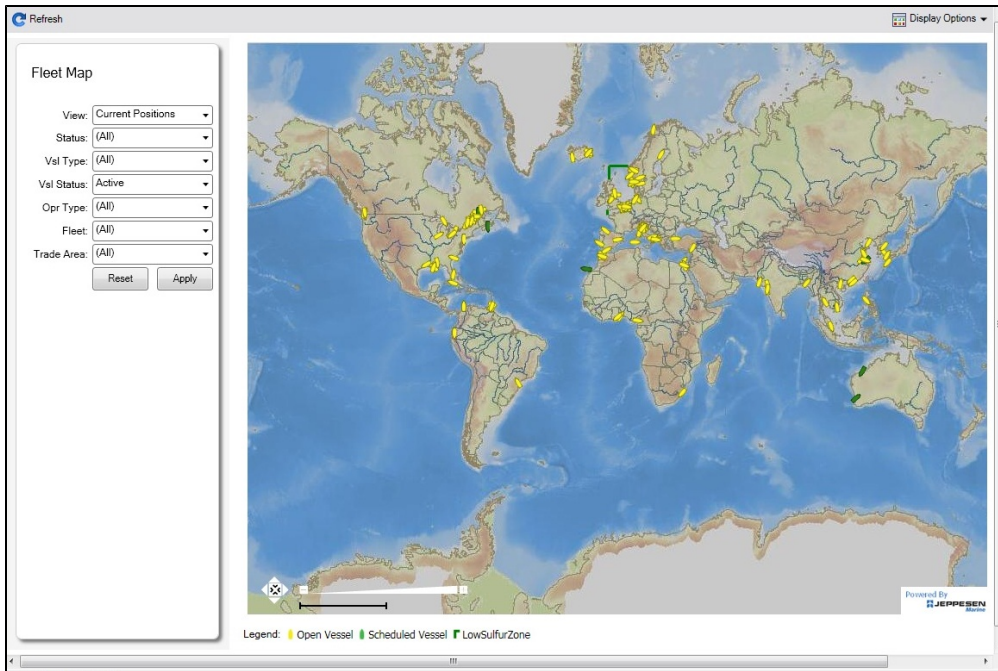 Refresh
Display Options
Fleet Map
View: Current Positions
Status: (All)
Vsl Type: (All)
Vsl Status: Active
Opr Type: (All)
Fleet: (All)
Trade Area: (All)
Reset Apply
Powered By
JEPPESEN
Marine
Legend: Open Vessel Scheduled Vessel LowSulfurZone